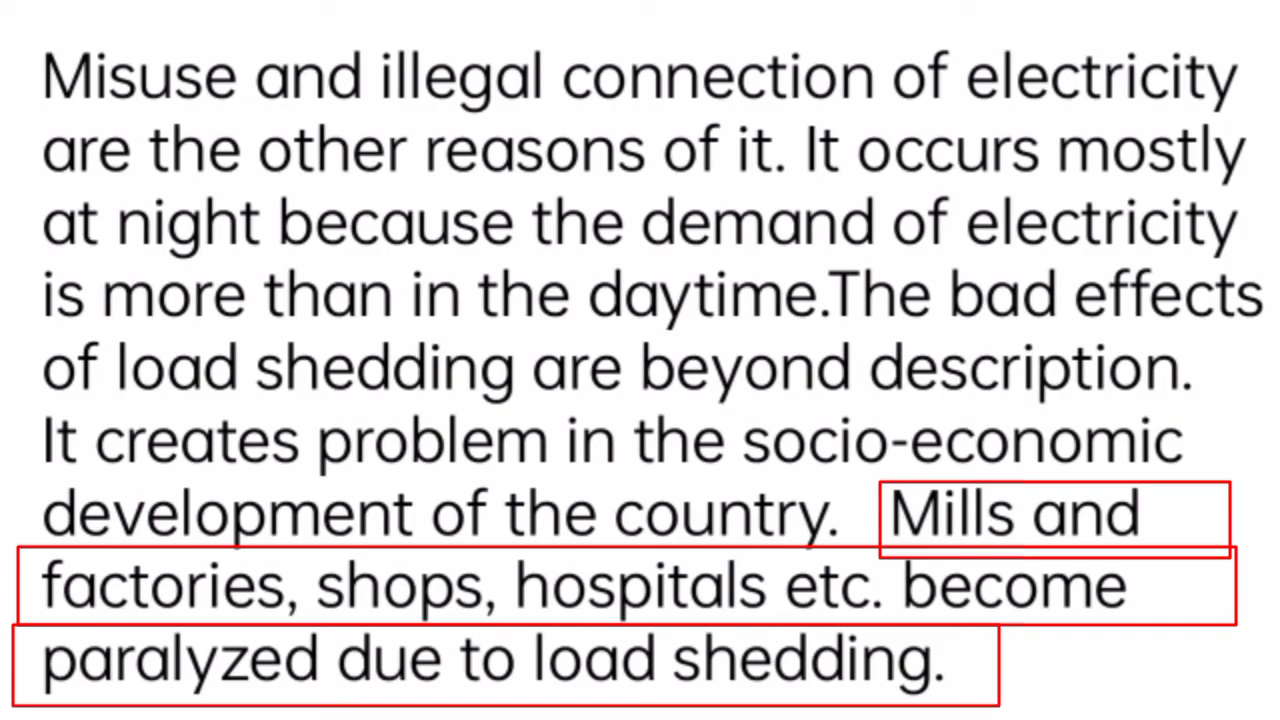 Misuse and illegal connection of electricity
are the other reasons of it. It occurs mostly
at night because the demand of electricity
is more than in the daytime.The bad effects
of load shedding are beyond description.
It creates problem in the socio-economic
development of the country. Mills and
factories, shops, hospitals etc. become
paralyzed due to load shedding.